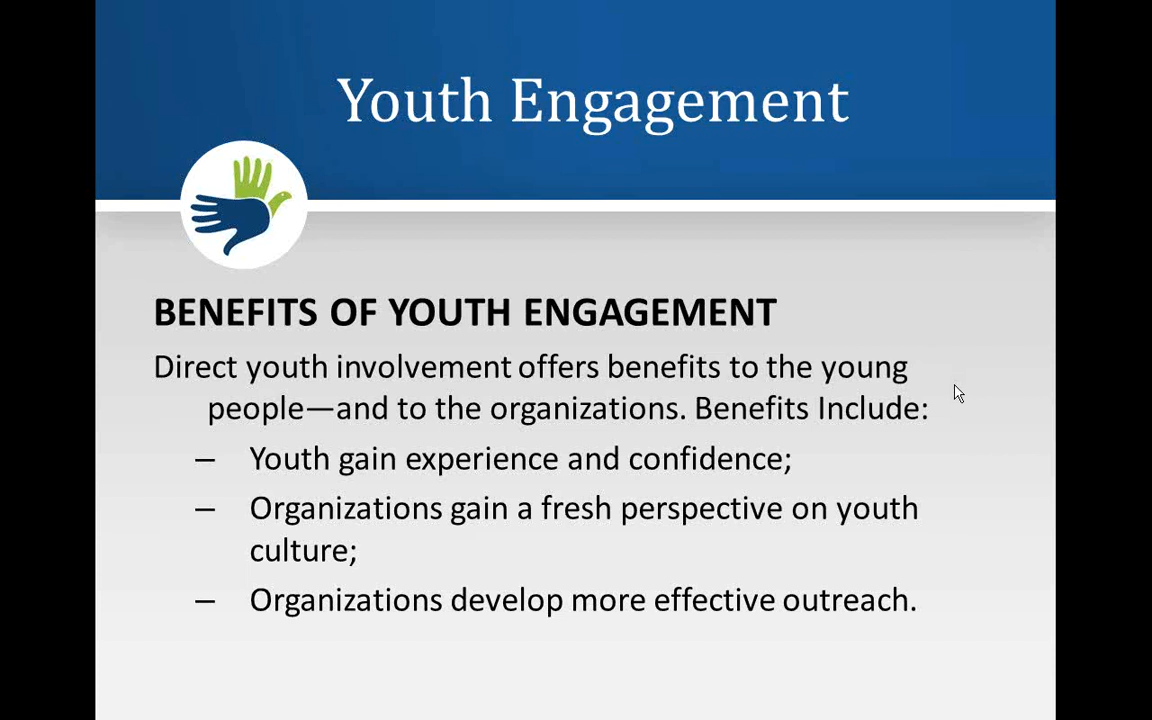 Youth Engagement
BENEFITS OF YOUTH ENGAGEMENT
Direct youth involvement offers benefits to the young
people—and to the organizations. Benefits Include:
– Youth gain experience and confidence;
– Organizations gain a fresh perspective on youth
culture;
– Organizations develop more effective outreach.